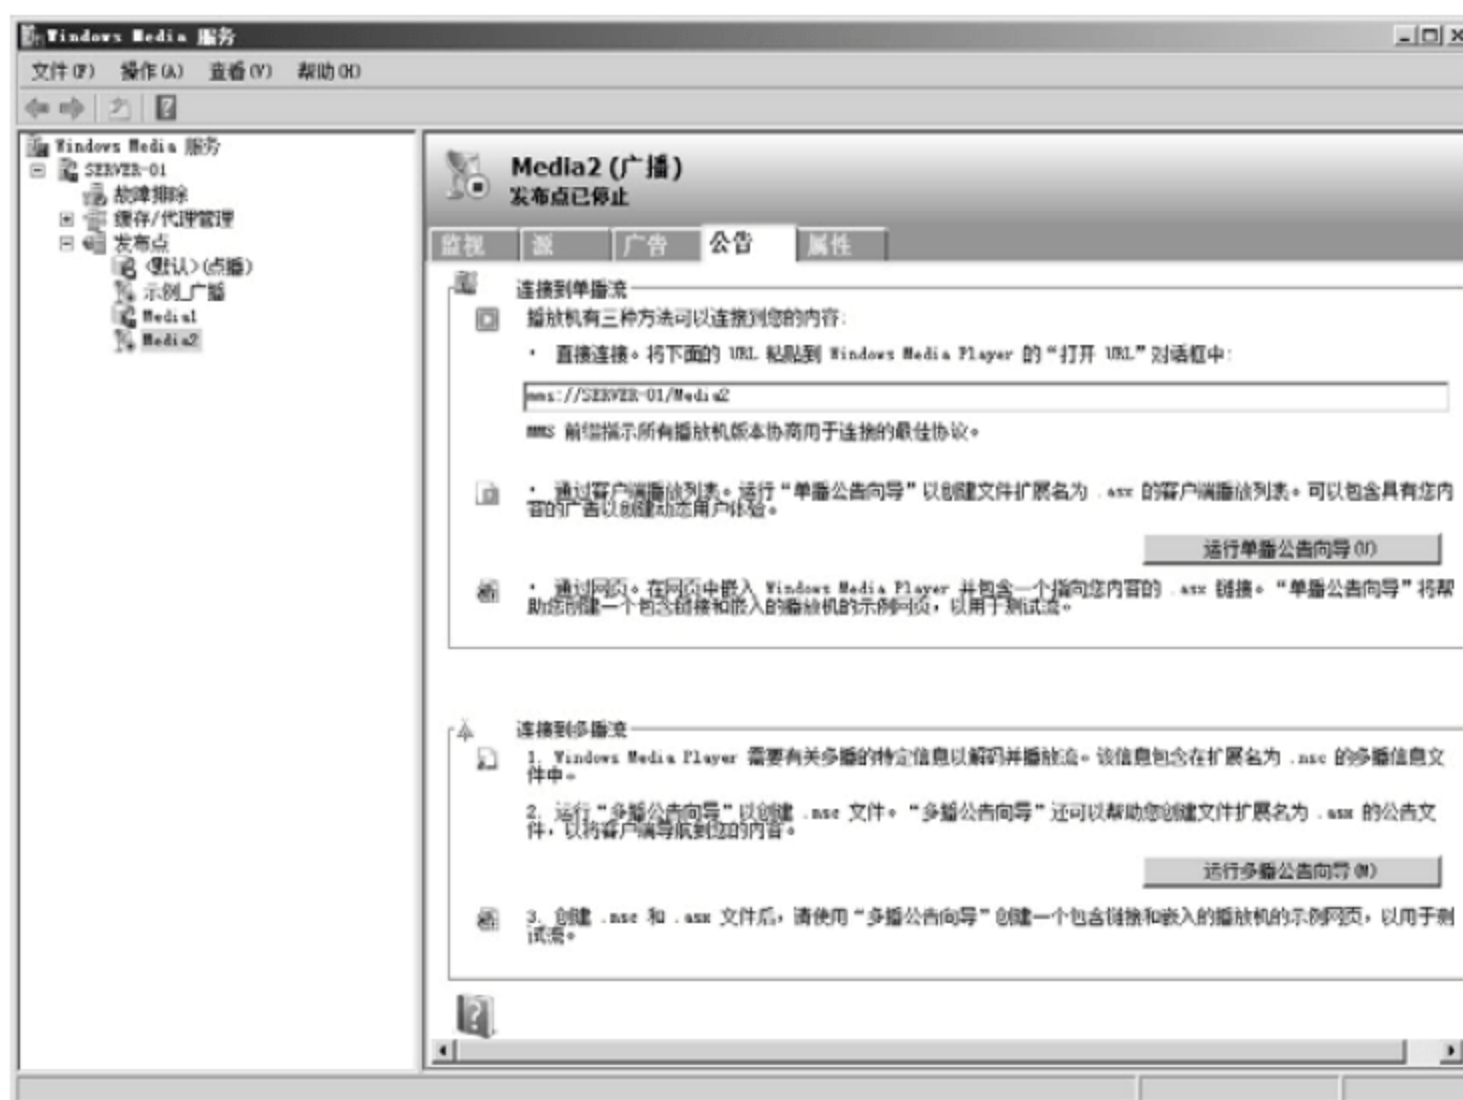 Windows Media 服务
文件(F) 操作(A) 查看(V) 帮助(H)
Windows Media 服务
SERVER-01
故障排除
缓存/代理管理
发布点
<默认>(点播)
示例_广播
Media1
Media2
Media2(广播)
发布点已停止
监视 源 广告 公告 属性
连接到单播流
播放机有三种方法可以连接到您的内容:
· 直接连接。将下面的 URL 粘贴到 Windows Media Player 的“打开 URL”对话框中:
mms://SERVER-01/Media2
MMS 前缀指示所有播放机版本协商用于连接的最佳协议。
· 通过客户端播放列表。运行“单播公告向导”以创建文件扩展名为 .asx 的客户端播放列表。可以包含具有您内
容的广告以创建动态用户体验。
运行单播公告向导(U)
· 通过网页。在网页中嵌入 Windows Media Player 并包含一个指向您内容的 .asx 链接。“单播公告向导”将帮
助您创建一个包含链接和嵌入的播放机的示例网页，以用于测试流。
连接到多播流
1. Windows Media Player 需要有关多播的特定信息以解码并播放流。该信息包含在扩展名为 .nsc 的多播信息文
件中。
2. 运行“多播公告向导”以创建 .nsc 文件。“多播公告向导”还可以帮助您创建文件扩展名为 .asx 的公告文
件，以将客户端导航到您的内容。
运行多播公告向导(M)
3. 创建 .nsc 和 .asx 文件后，请使用“多播公告向导”创建一个包含链接和嵌入的播放机的示例网页，以用于测
试流。